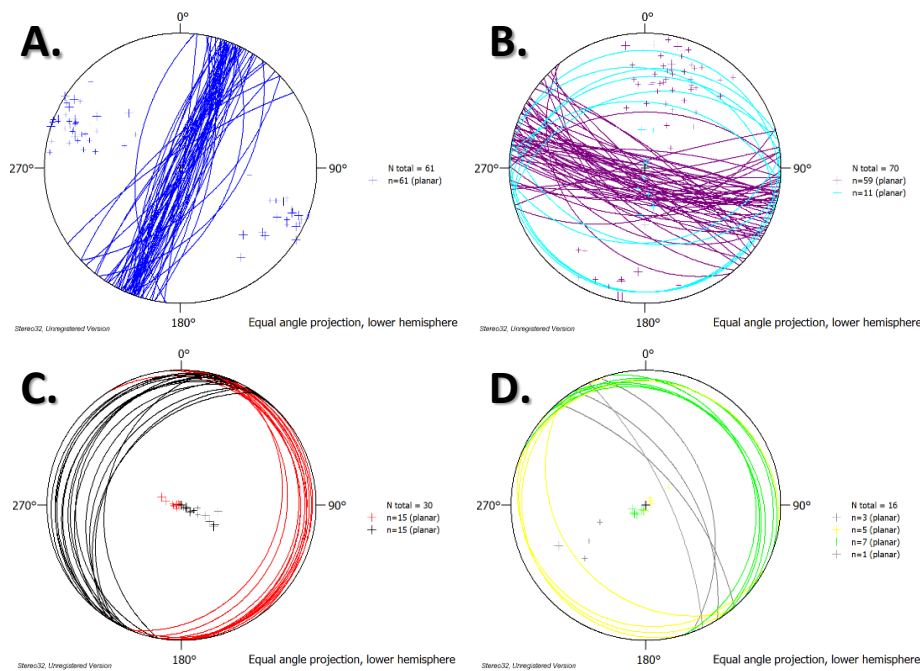 A.
0°
270°
90°
180°
N total = 61
n=61 (planar)
Stereo32, Unregistered Version
Equal angle projection, lower hemisphere
B.
0°
270°
90°
180°
N total = 70
n=59 (planar)
n=11 (planar)
Stereo32, Unregistered Version
Equal angle projection, lower hemisphere
C.
0°
270°
90°
180°
N total = 30
n=15 (planar)
n=15 (planar)
Stereo32, Unregistered Version
Equal angle projection, lower hemisphere
D.
0°
270°
90°
180°
N total = 16
n=3 (planar)
n=5 (planar)
n=7 (planar)
n=1 (planar)
Stereo32, Unregistered Version
Equal angle projection, lower hemisphere